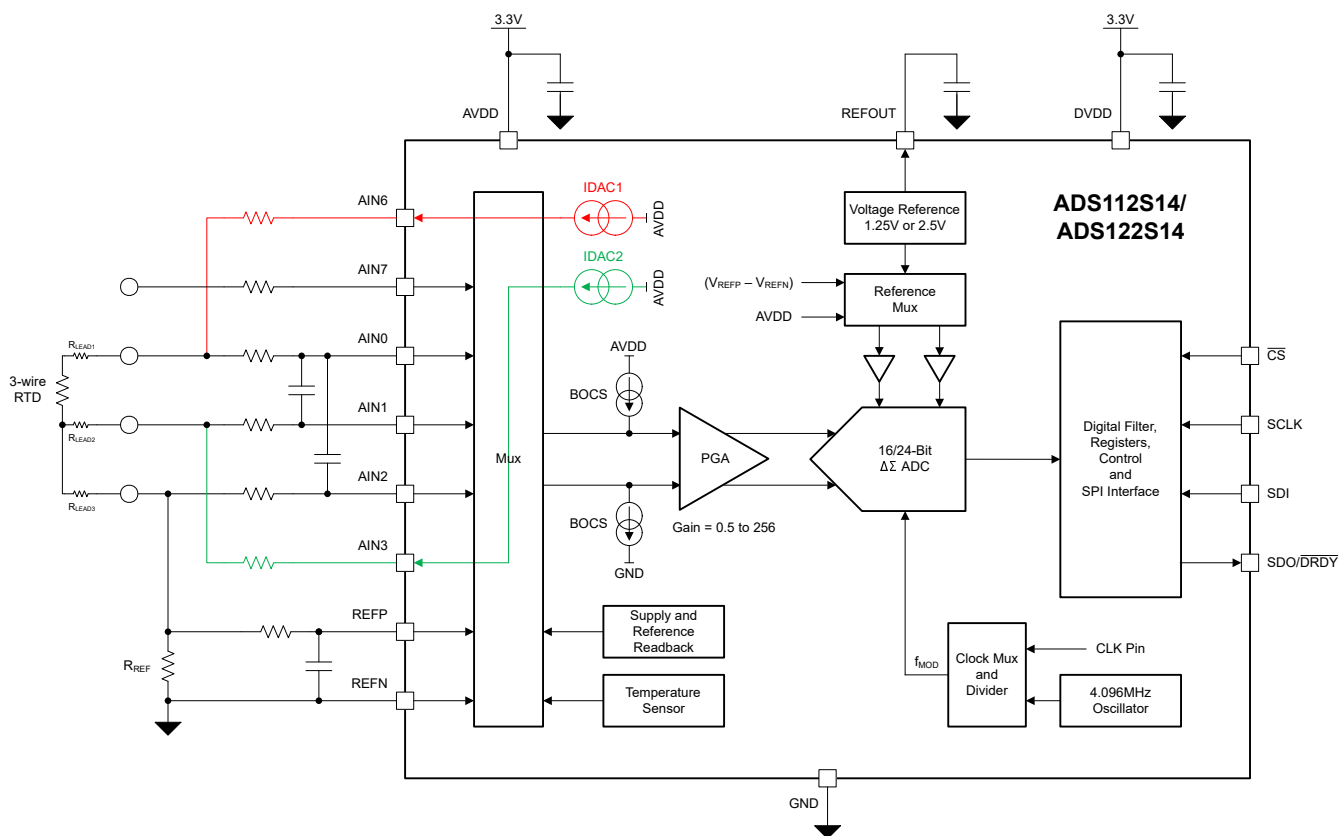 3.3V
3.3V
AVDD
REFOUT
DVDD
ADS112S14/
ADS122S14
IDAC1
AIN6
AVDD
Voltage Reference
1.25V or 2.5V
IDAC2
AIN7
AVDD
(VREFP – VREFN)
Reference
Mux
AVDD
RLEAD1
AIN0
AVDD
CS
3-wire
RTD
BOCS
RLEAD2
AIN1
SCLK
Mux
PGA
16/24-Bit
ΔΣ ADC
Digital Filter,
Registers,
Control
and
SPI Interface
RLEAD3
AIN2
SDI
BOCS
Gain = 0.5 to 256
AIN3
GND
SDO/DRDY
REFP
Supply and
Reference
Readback
RREF
fMOD
Clock Mux
and
Divider
CLK Pin
REFN
Temperature
Sensor
4.096MHz
Oscillator
GND